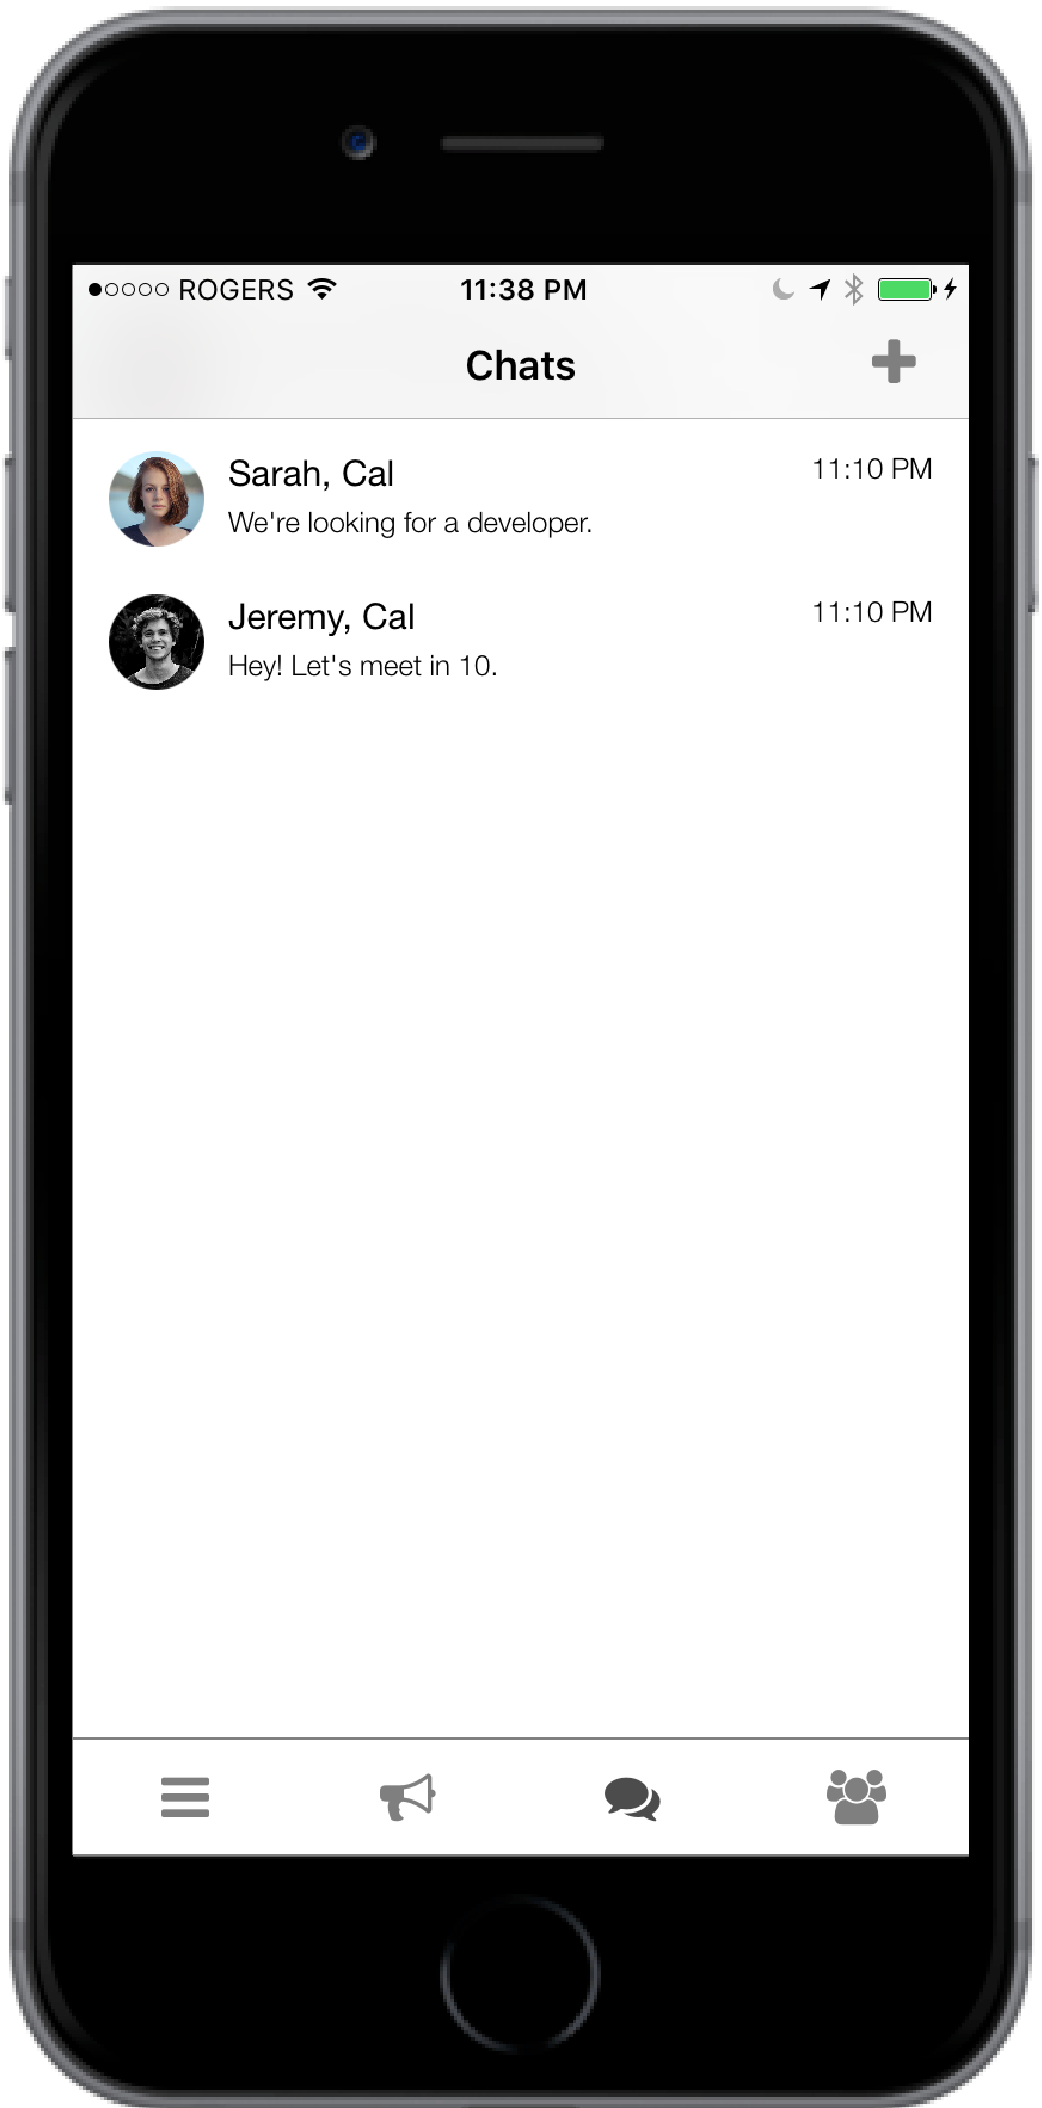 ROGERS 11:38 PM
Chats
Sarah, Cal 11:10 PM
We're looking for a developer.
Jeremy, Cal 11:10 PM
Hey! Let's meet in 10.